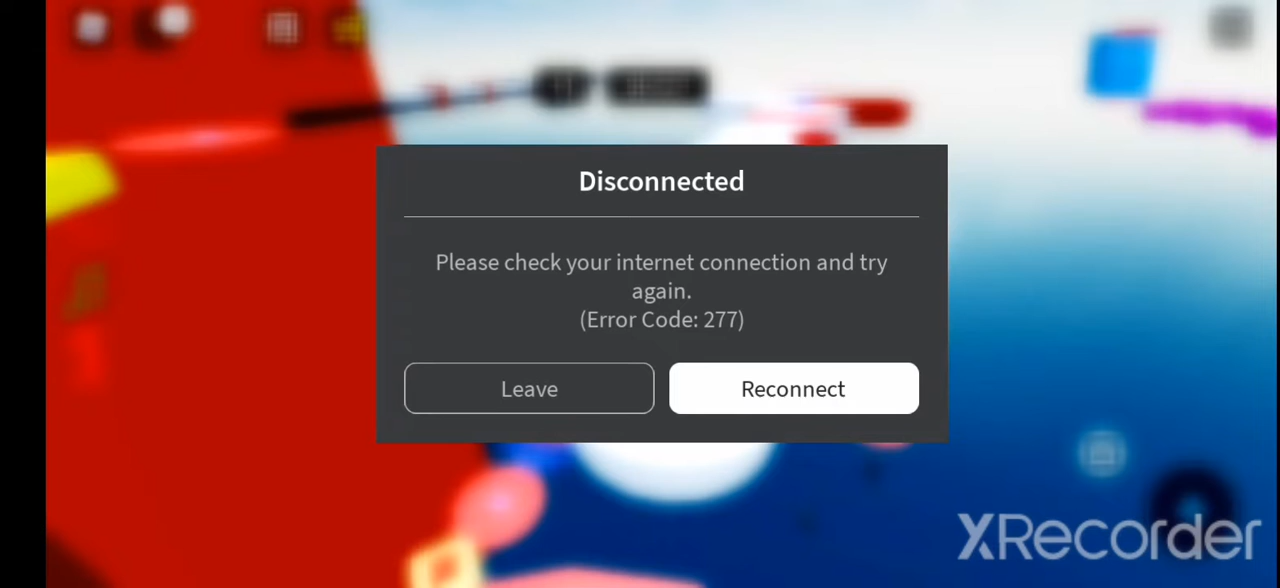 Disconnected
Please check your internet connection and try
again.
(Error Code: 277)
Leave
Reconnect
XRecorder